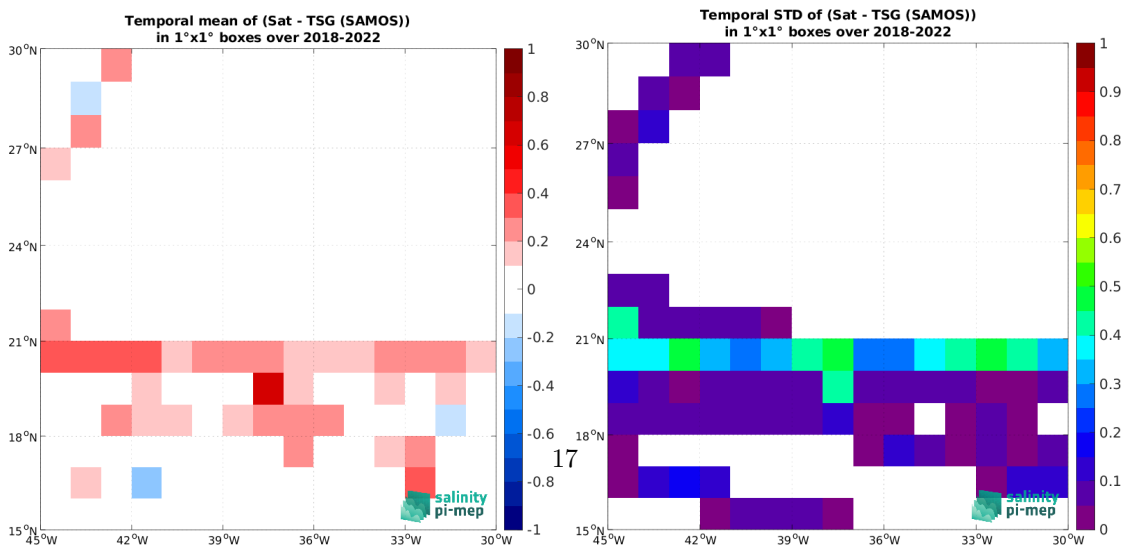 Temporal mean of (Sat - TSG (SAMOS))
in 1°x1° boxes over 2018-2022
30°N
27°N
24°N
21°N
18°N
15°N
42°W
39°W
36°W
33°W
30°W
1
0.8
0.6
0.4
0.2
0
-0.2
-0.4
-0.6
-0.8
-1
salinity
pi-mep
17
Temporal STD of (Sat - TSG (SAMOS))
in 1°x1° boxes over 2018-2022
30°N
27°N
24°N
21°N
18°N
15°N
45°W
42°W
39°W
36°W
33°W
30°W
1
0.9
0.8
0.7
0.6
0.5
0.4
0.3
0.2
0.1
0
salinity
pi-mep